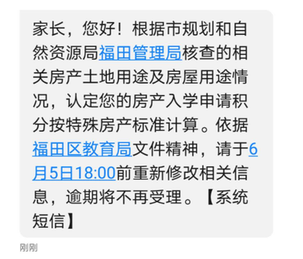 家长，您好！根据市规划和自
然资源局福田管理局核查的相
关房产土地用途及房屋用途情
况，认定您的房产入学申请积
分按特殊房产标准计算。依据
福田区教育局文件精神，请于6
月5日18:00前重新修改相关信
息，逾期将不再受理。【系统
短信】
刚刚